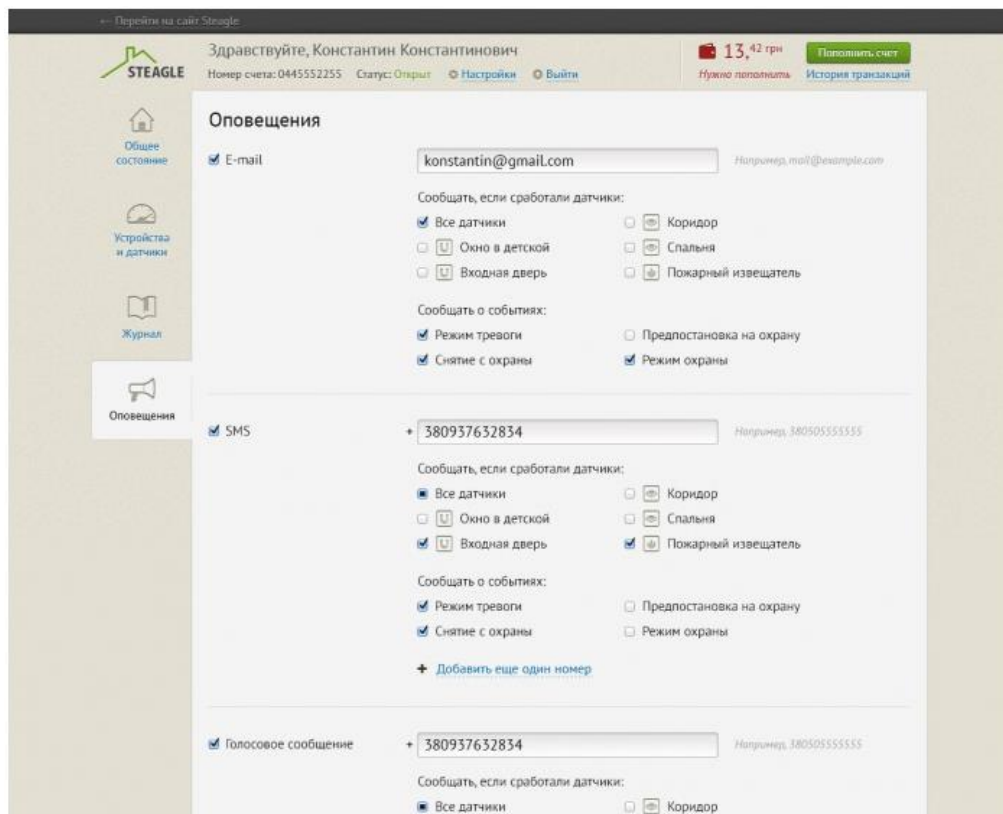 ← Перейти на сайт Steagle
STEAGLE
Здравствуйте, Константин Константинович
Номер счета: 0445552255 Статус: Открыт Настройки Выйти
13,42 грн
Нужно пополнить
Пополнить счет
История транзакций
Общее
состояние
Устройства
и датчики
Журнал
Оповещения
Оповещения
E-mail konstantin@gmail.com Например, mail@example.com
Сообщать, если сработали датчики:
Все датчики Коридор
Окно в детской Спальня
Входная дверь Пожарный извещатель
Сообщать о событиях:
Режим тревоги Предпостановка на охрану
Снятие с охраны Режим охраны
SMS + 380937632834 Например, 380505555555
Сообщать, если сработали датчики:
Все датчики Коридор
Окно в детской Спальня
Входная дверь Пожарный извещатель
Сообщать о событиях:
Режим тревоги Предпостановка на охрану
Снятие с охраны Режим охраны
+ Добавить еще один номер
Голосовое сообщение + 380937632834 Например, 380505555555
Сообщать, если сработали датчики:
Все датчики Коридор